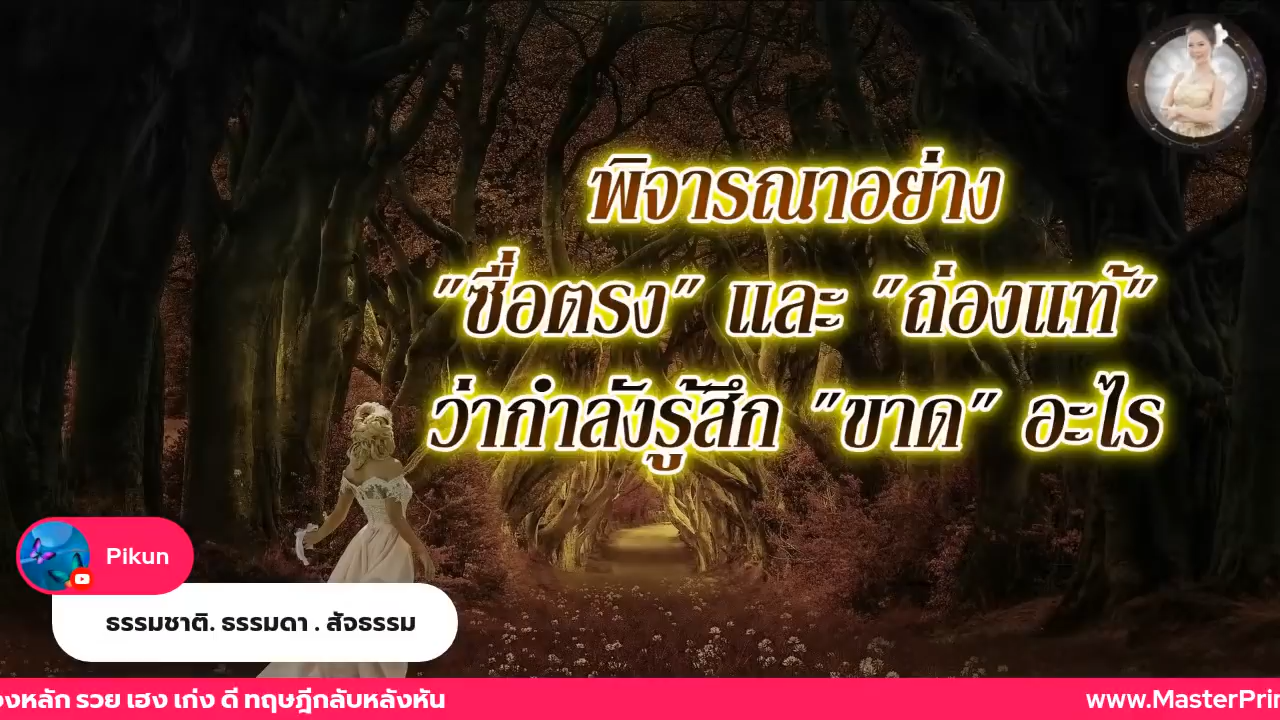 พิจารณาอย่าง
"ซื่อตรง" และ "ถ่องแท้"
ว่ากำลังรู้สึก "ขาด" อะไร
Pikun
ธรรมชาติ. ธรรมดา . สัจธรรม
องหลัก รวย เฮง เก่ง ดี ทฤษฎีกลับหลังหัน
www.MasterPrin